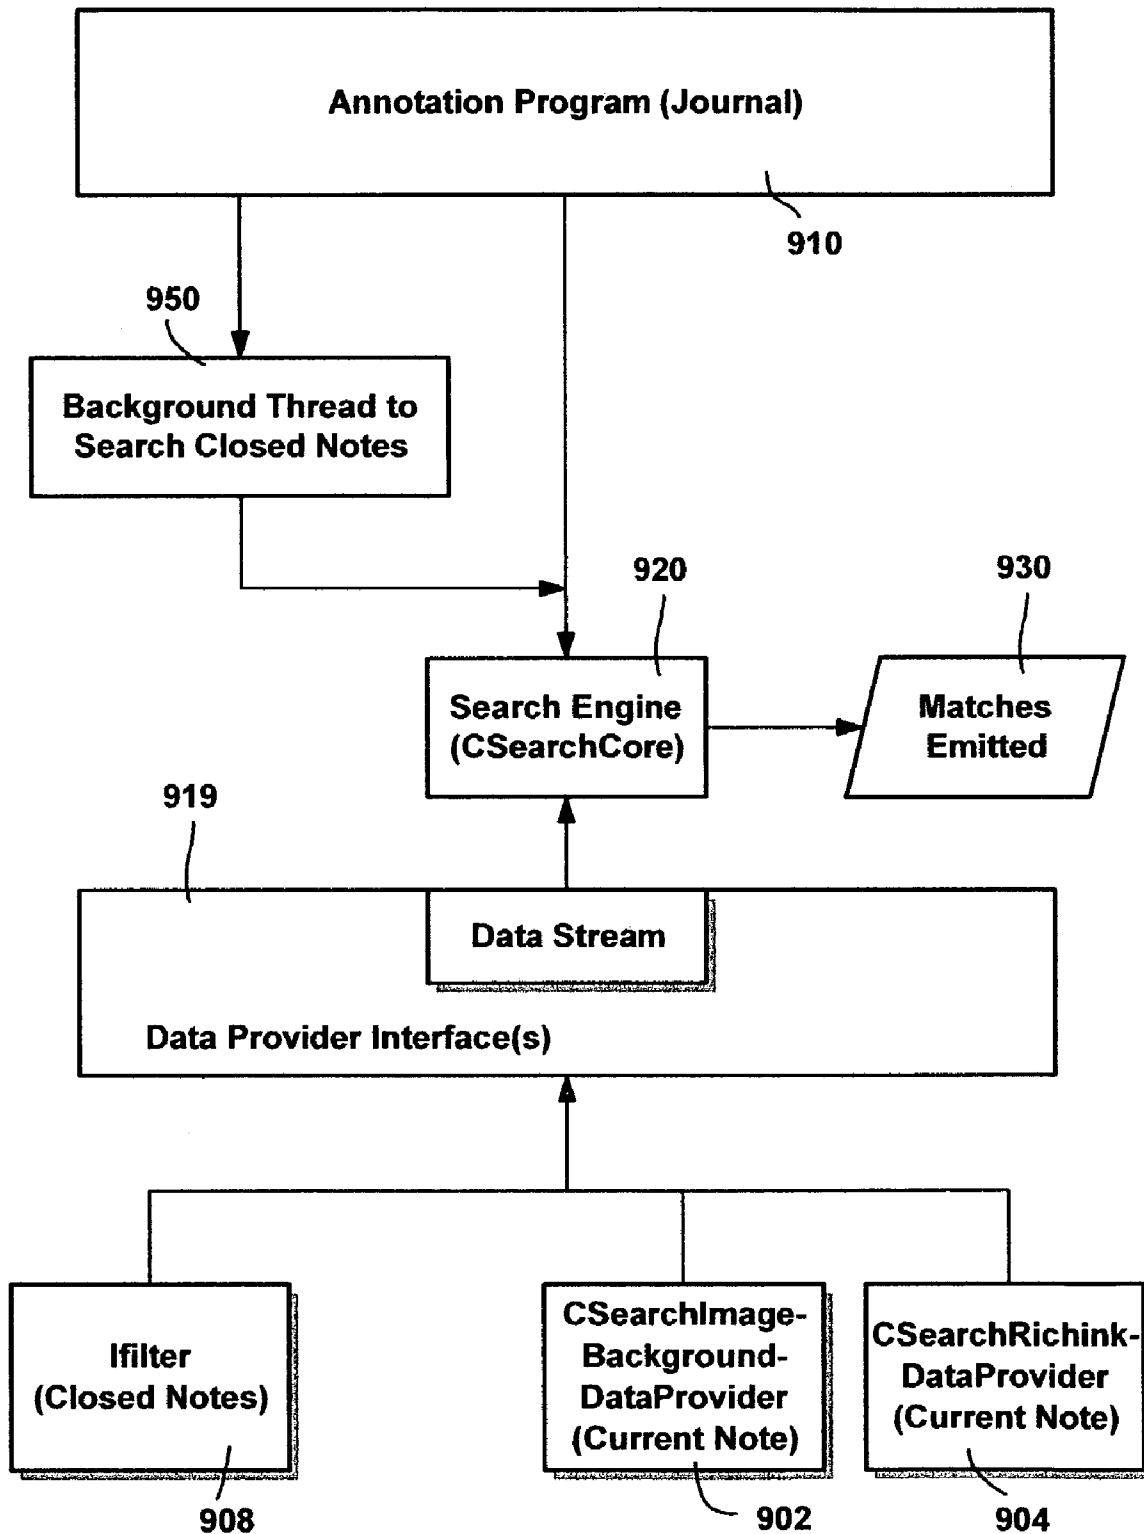 Annotation Program (Journal)
910
950
Background Thread to
Search Closed Notes
920
930
Search Engine
(CSearchCore)
Matches
Emitted
919
Data Stream
Data Provider Interface(s)
Ifilter
(Closed Notes)
CSearchImage-
Background-
DataProvider
(Current Note)
CSearchRichink-
DataProvider
(Current Note)
908
902
904